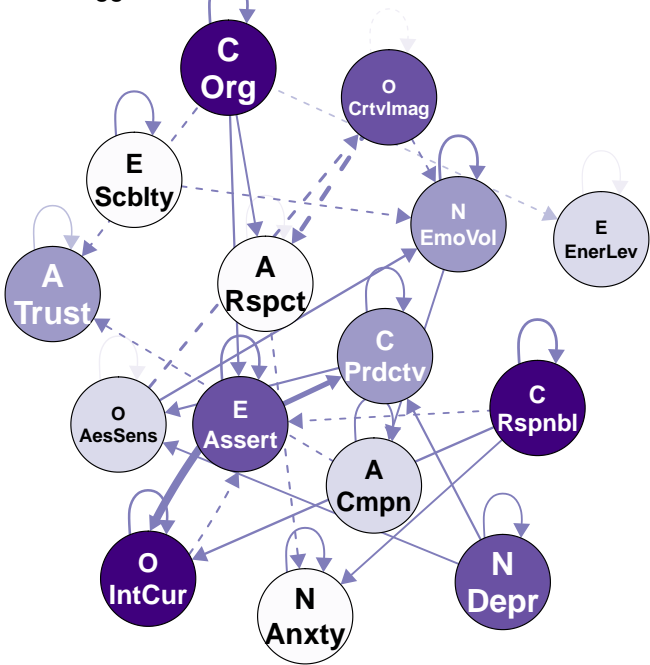 C
Org
O
CrtvImag
E
Scblty
N
EmoVol
E
EnerLev
A
Trust
A
Rspct
C
Prdctv
O
AesSens
E
Assert
C
Rspnbl
A
Cmpn
O
IntCur
N
Anxty
N
Depr